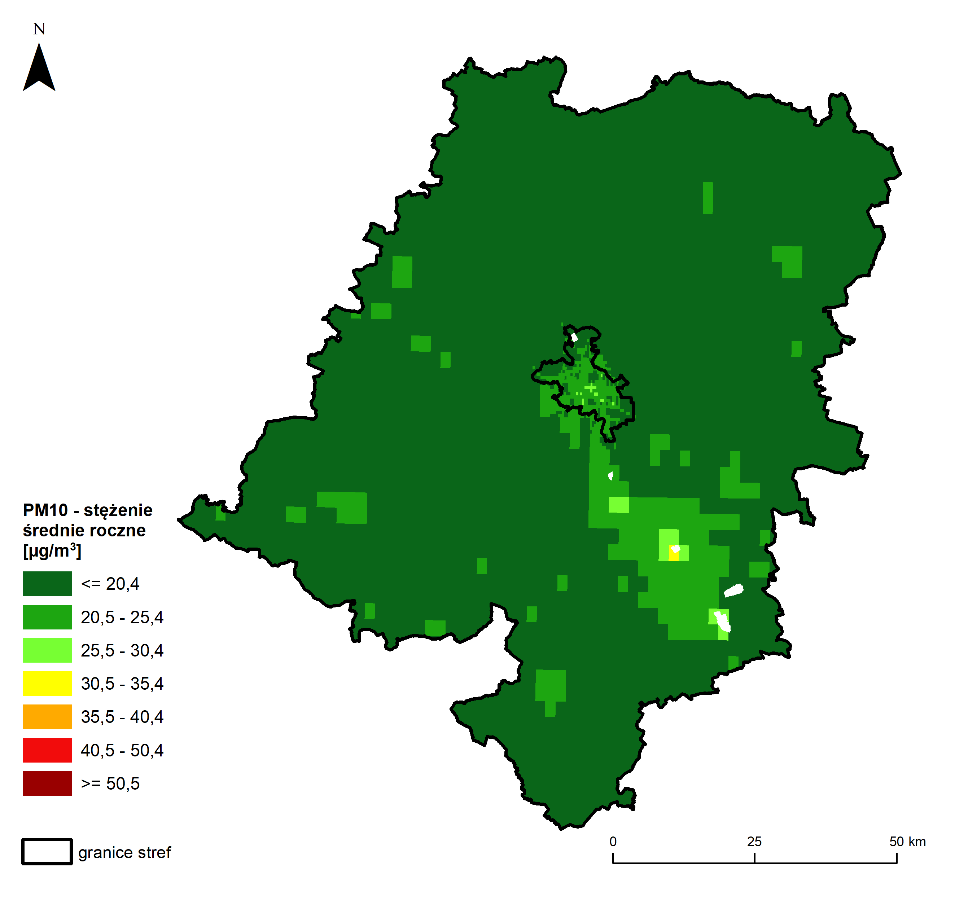 N
PM10 - stężenie
średnie roczne
[µg/m³]
<= 20,4
20,5 - 25,4
25,5 - 30,4
30,5 - 35,4
35,5 - 40,4
40,5 - 50,4
>= 50,5
granice stref
0 25 50 km